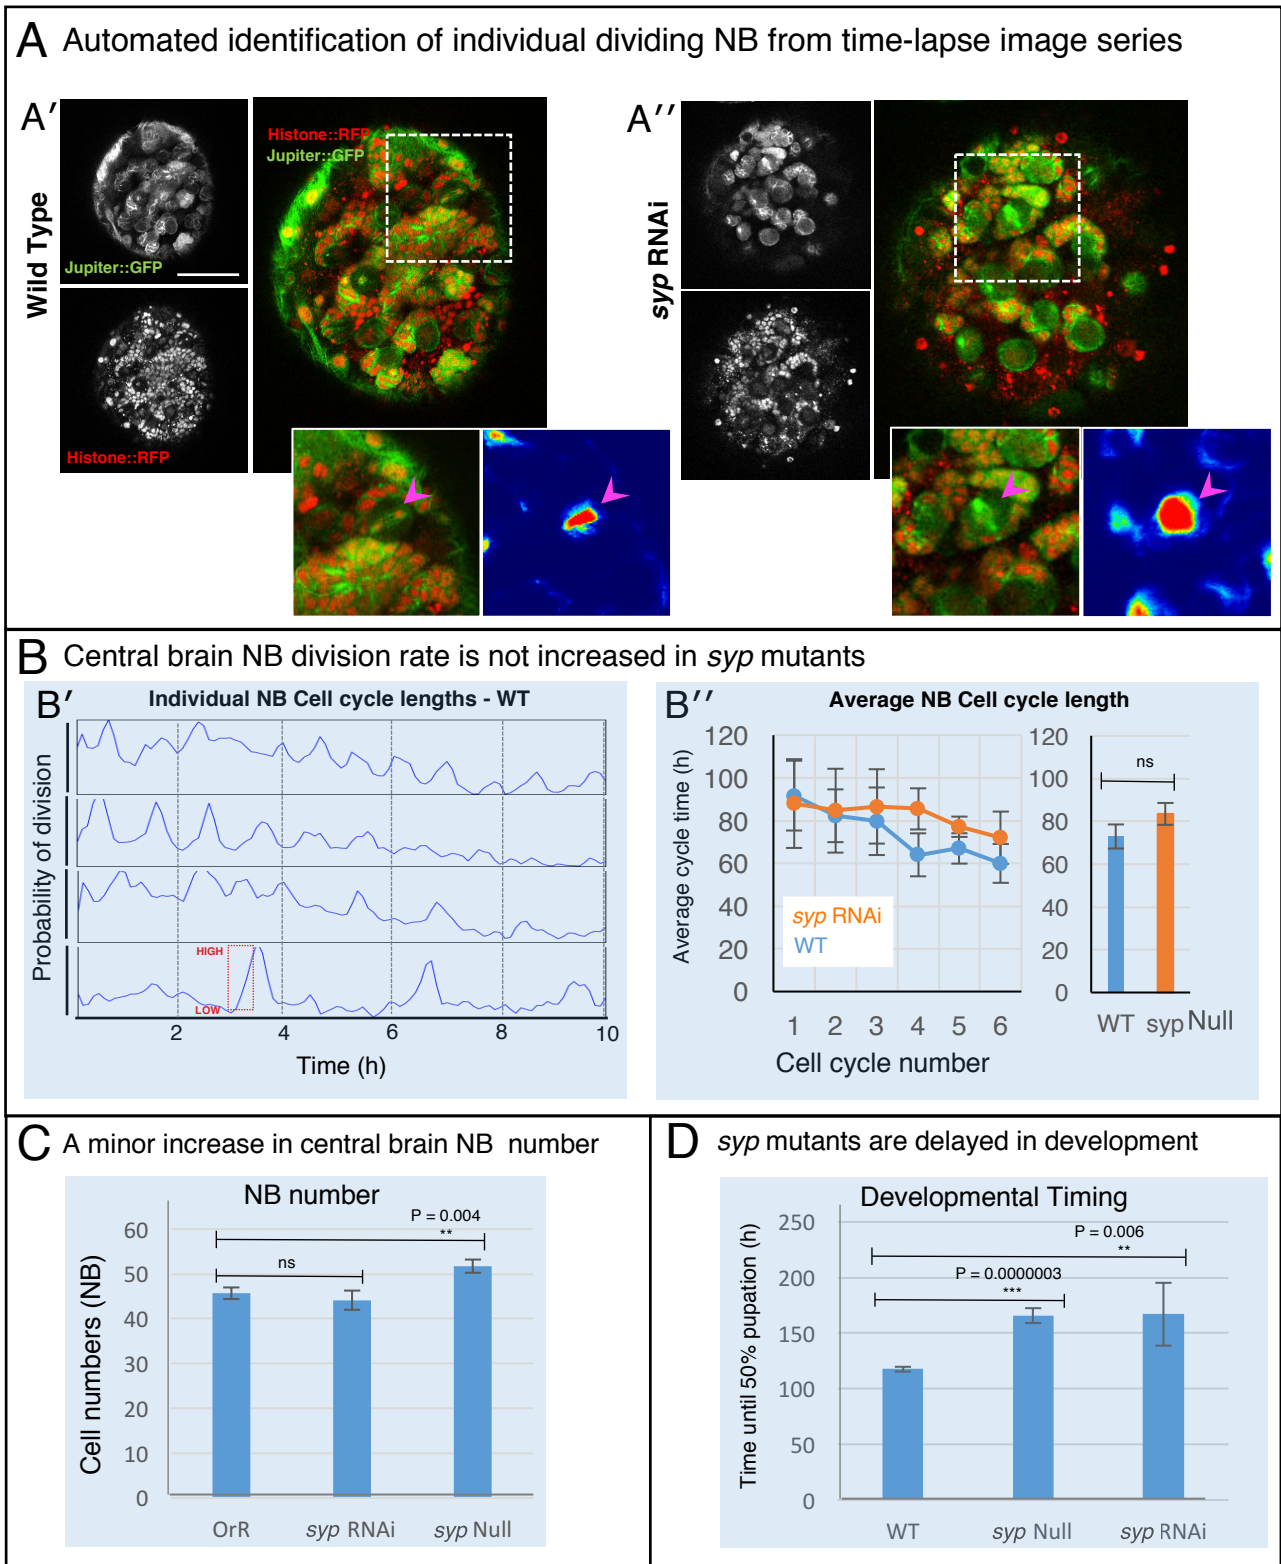 A Automated identification of individual dividing NB from time-lapse image series
A′
Wild Type
Jupiter::GFP
Histone::RFP
Histone::RFP
Jupiter::GFP
A′′
syp RNAi
B Central brain NB division rate is not increased in syp mutants
B′ Individual NB Cell cycle lengths - WT
Probability of division
HIGH
LOW
2 4 6 8 10
Time (h)
B′′ Average NB Cell cycle length
Average cycle time (h)
120
100
80
60
40
20
0
syp RNAi
WT
1 2 3 4 5 6
Cell cycle number
120
100
80
60
40
20
0
ns
WT syp Null
C A minor increase in central brain NB number
NB number
Cell numbers (NB)
60
50
40
30
20
10
0
P = 0.004
**
ns
OrR syp RNAi syp Null
D syp mutants are delayed in development
Developmental Timing
Time until 50% pupation (h)
250
200
150
100
50
0
P = 0.006
**
P = 0.0000003
***
WT syp Null syp RNAi